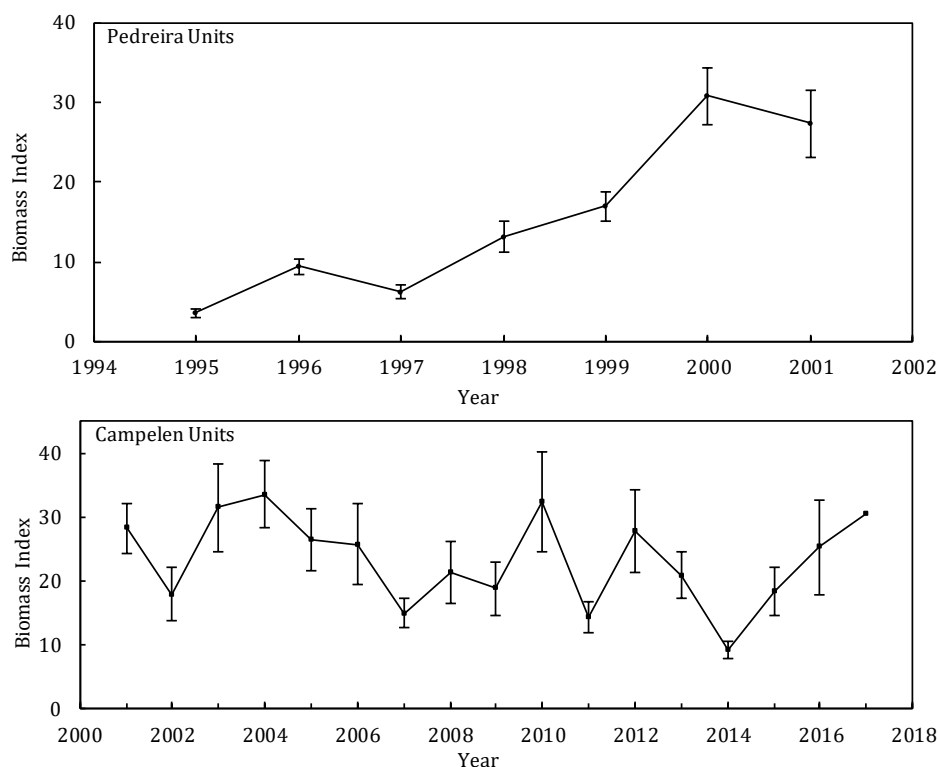 Pedreira Units
40
30
20
10
0
Biomass Index
1994 1995 1996 1997 1998 1999 2000 2001 2002
Year
Campelen Units
40
30
20
10
0
Biomass Index
2000 2002 2004 2006 2008 2010 2012 2014 2016 2018
Year